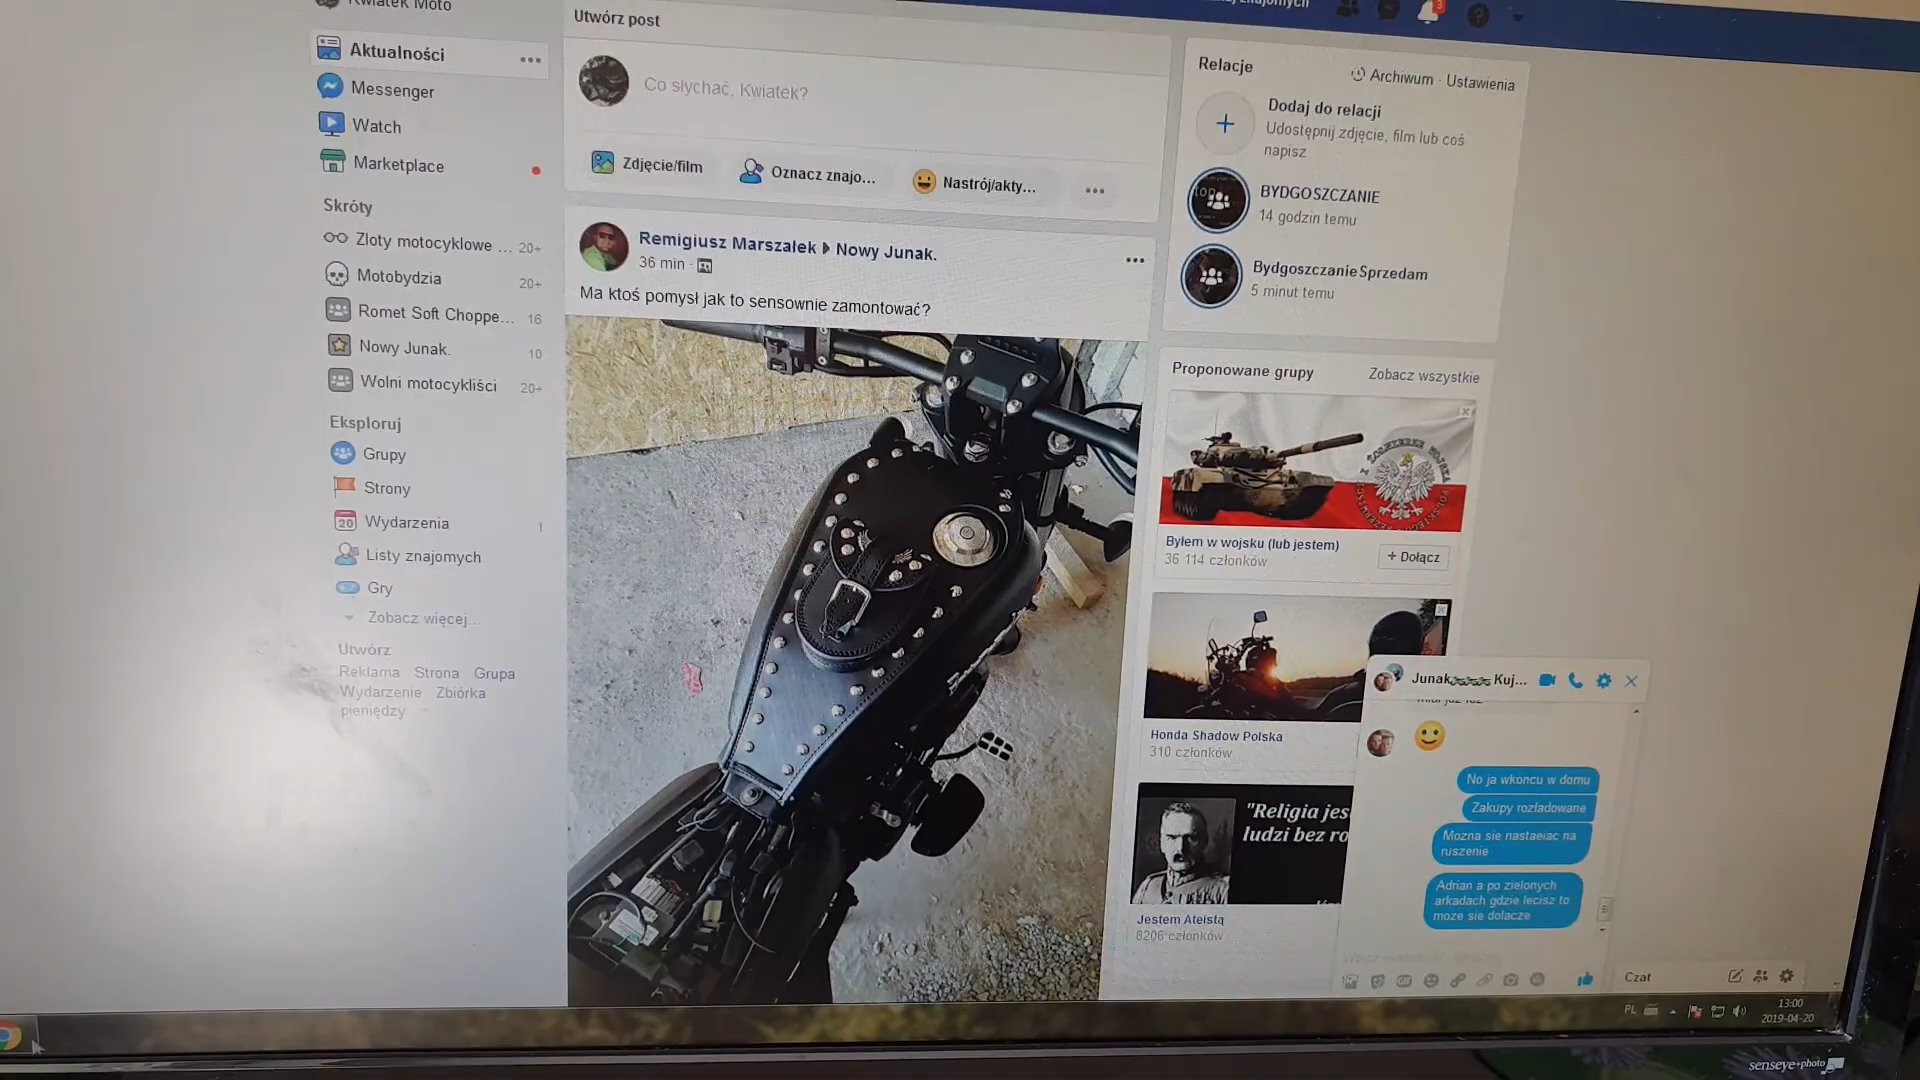 Kwiatek Moto
Aktualności
Messenger
Watch
Marketplace
Skróty
Zloty motocyklowe ... 20+
Motobydzia 20+
Romet Soft Choppe... 16
Nowy Junak. 10
Wolni motocykliści 20+
Eksploruj
Grupy
Strony
20 Wydarzenia 1
Listy znajomych
Gry
Zobacz więcej...
Utwórz
Reklama Strona Grupa
Wydarzenie Zbiórka
pieniędzy
Utwórz post
Co słychać, Kwiatek?
Zdjęcie/film
Oznacz znajo...
Nastrój/akty...
Remigiusz Marszałek Nowy Junak.
36 min
Ma ktoś pomysł jak to sensownie zamontować?
znajomych
3
Relacje
Archiwum · Ustawienia
Dodaj do relacji
Udostępnij zdjęcie, film lub coś
napisz
BYDGOSZCZANIE
14 godzin temu
BydgoszczanieSprzedam
5 minut temu
Proponowane grupy
Zobacz wszystkie
Byłem w wojsku (lub jestem)
36 114 członków
+ Dołącz
Honda Shadow Polska
310 członków
"Religia jes
ludzi bez ro
Jestem Ateistą
8206 członków
Junak Kuj...
No ja wkoncu w domu
Zakupy rozładowane
Mozna sie nastaeiac na
ruszenie
Adrian a po zielonych
arkadach gdzie lecisz to
moze sie dolacze
Czat
PL
13:00
2019-04-20
senseye+photo